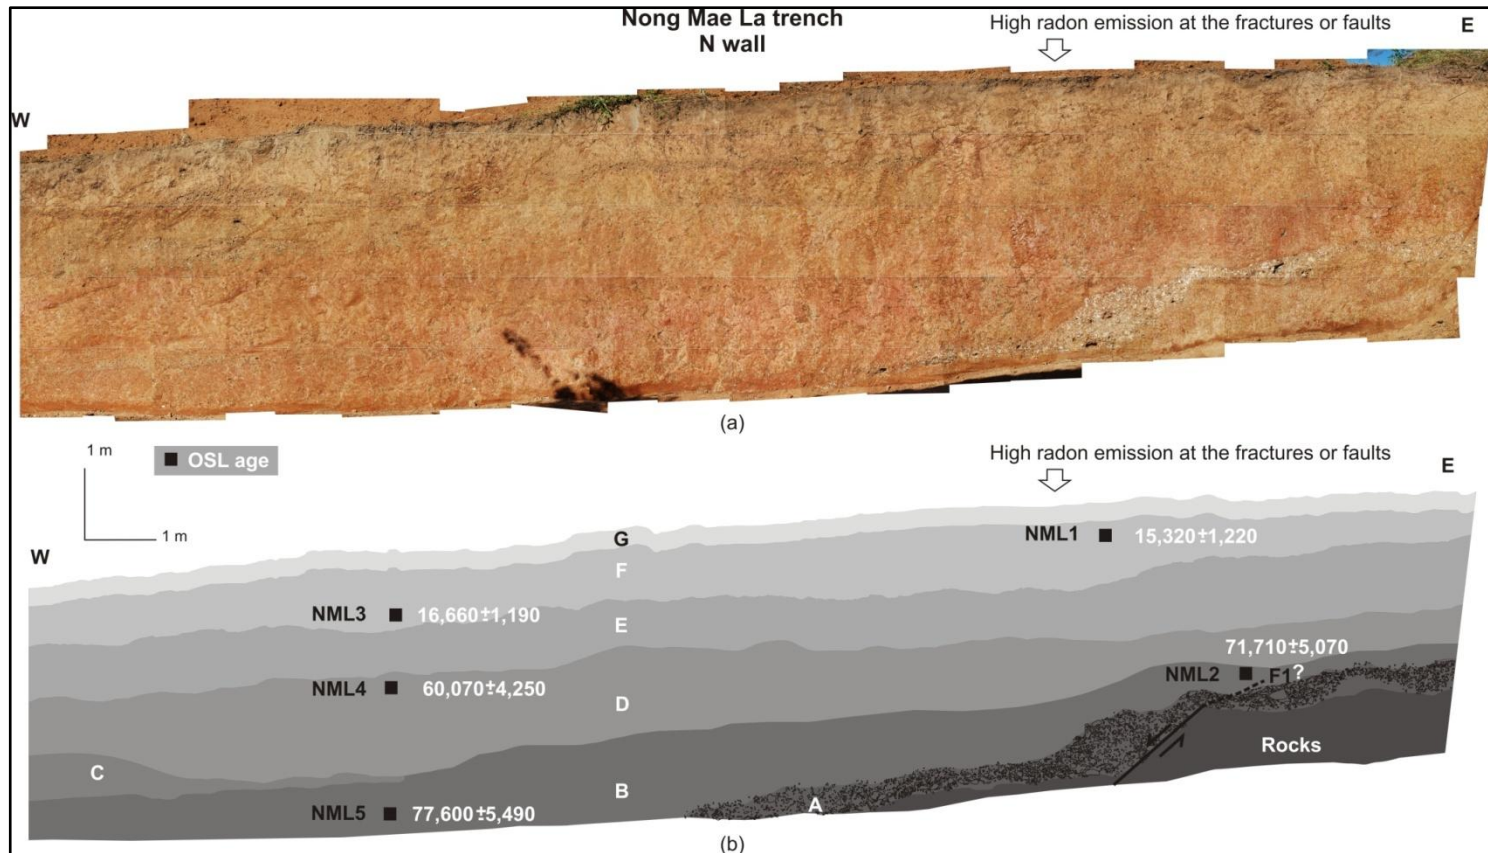 Nong Mae La trench
N wall
High radon emission at the fractures or faults
E
W
(a)
1 m
1 m
■ OSL age
High radon emission at the fractures or faults
E
W
G
NML1 ■ 15,320±1,220
F
NML3 ■ 16,660±1,190
E
71,710±5,070
NML2 ■ F1?
NML4 ■ 60,070±4,250
D
Rocks
C
B
A
NML5 ■ 77,600±5,490
(b)